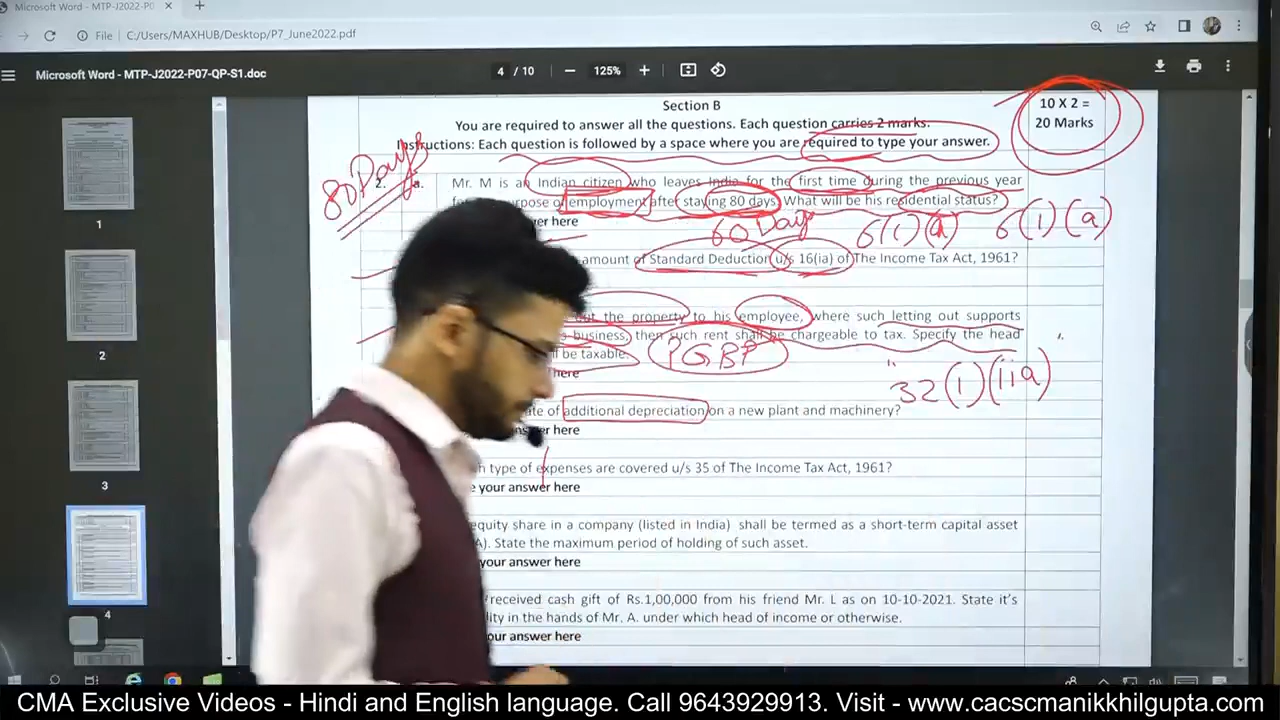 Microsoft Word - MTP-J2022-P0
File C:/Users/MAXHUB/Desktop/P7_June2022.pdf
Microsoft Word - MTP-J2022-P07-QP-S1.doc
4 / 10
125%
Section B
10 X 2 =
20 Marks
You are required to answer all the questions. Each question carries 2 marks.
Instructions: Each question is followed by a space where you are required to type your answer.
80 Days
2. a. Mr. M is an Indian citizen who leaves India for the first time during the previous year
employment after staying 80 days. What will be his residential status?
60 Days 6(1)(a) 6(1)(a)
amount of Standard Deduction u/s 16(ia) of The Income Tax Act, 1961?
the property to his employee, where such letting out supports
business, then such rent shall be chargeable to tax. Specify the head
be taxable.
PGBP
here
32(1)(iia)
of additional depreciation on a new plant and machinery?
answer here
type of expenses are covered u/s 35 of The Income Tax Act, 1961?
your answer here
equity share in a company (listed in India) shall be termed as a short-term capital asset
State the maximum period of holding of such asset.
your answer here
received cash gift of Rs.1,00,000 from his friend Mr. L as on 10-10-2021. State it's
in the hands of Mr. A. under which head of income or otherwise.
your answer here
1
2
3
4
CMA Exclusive Videos - Hindi and English language. Call 9643929913. Visit - www.cacscmanikkhilgupta.com